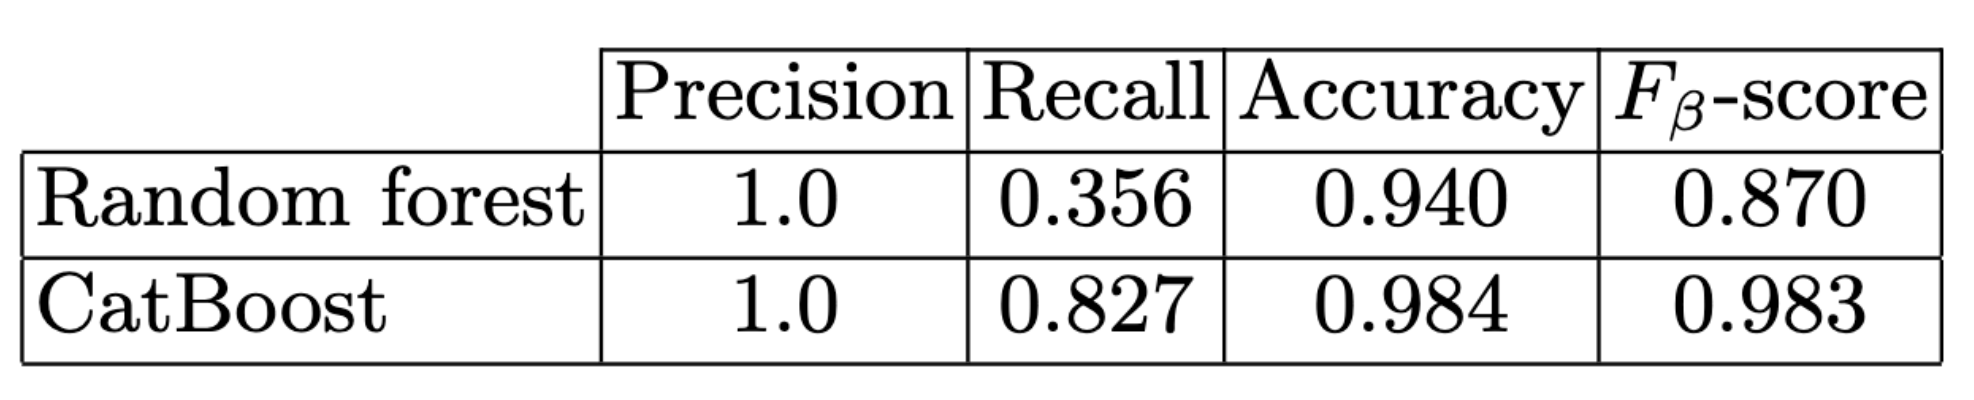 Precision Recall Accuracy Fβ-score
Random forest 1.0 0.356 0.940 0.870
CatBoost 1.0 0.827 0.984 0.983